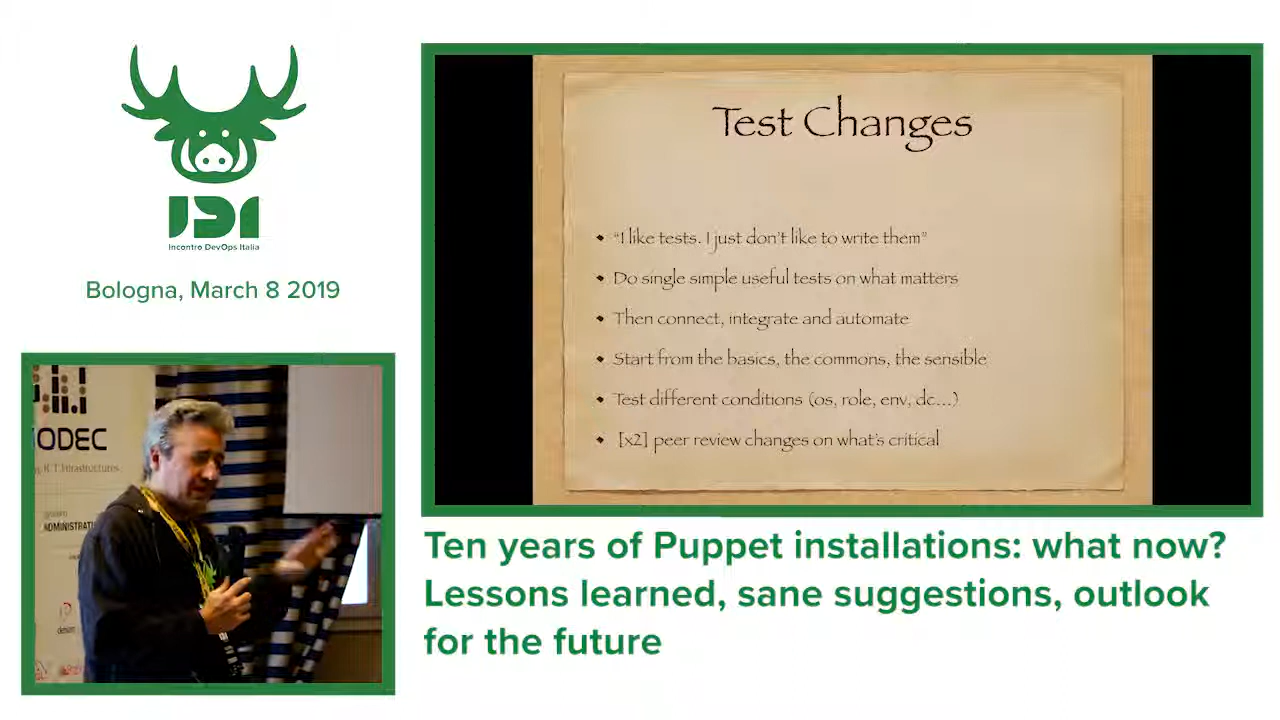 IDI
Incontro DevOps Italia
Bologna, March 8 2019
Test Changes
“I like tests. I just don’t like to write them”
Do single simple useful tests on what matters
Then connect, integrate and automate
Start from the basics, the commons, the sensible
Test different conditions (os, role, env, dc...)
[x2] peer review changes on what’s critical
ODEC
ADMINISTRATI
Ten years of Puppet installations: what now?
Lessons learned, sane suggestions, outlook
for the future